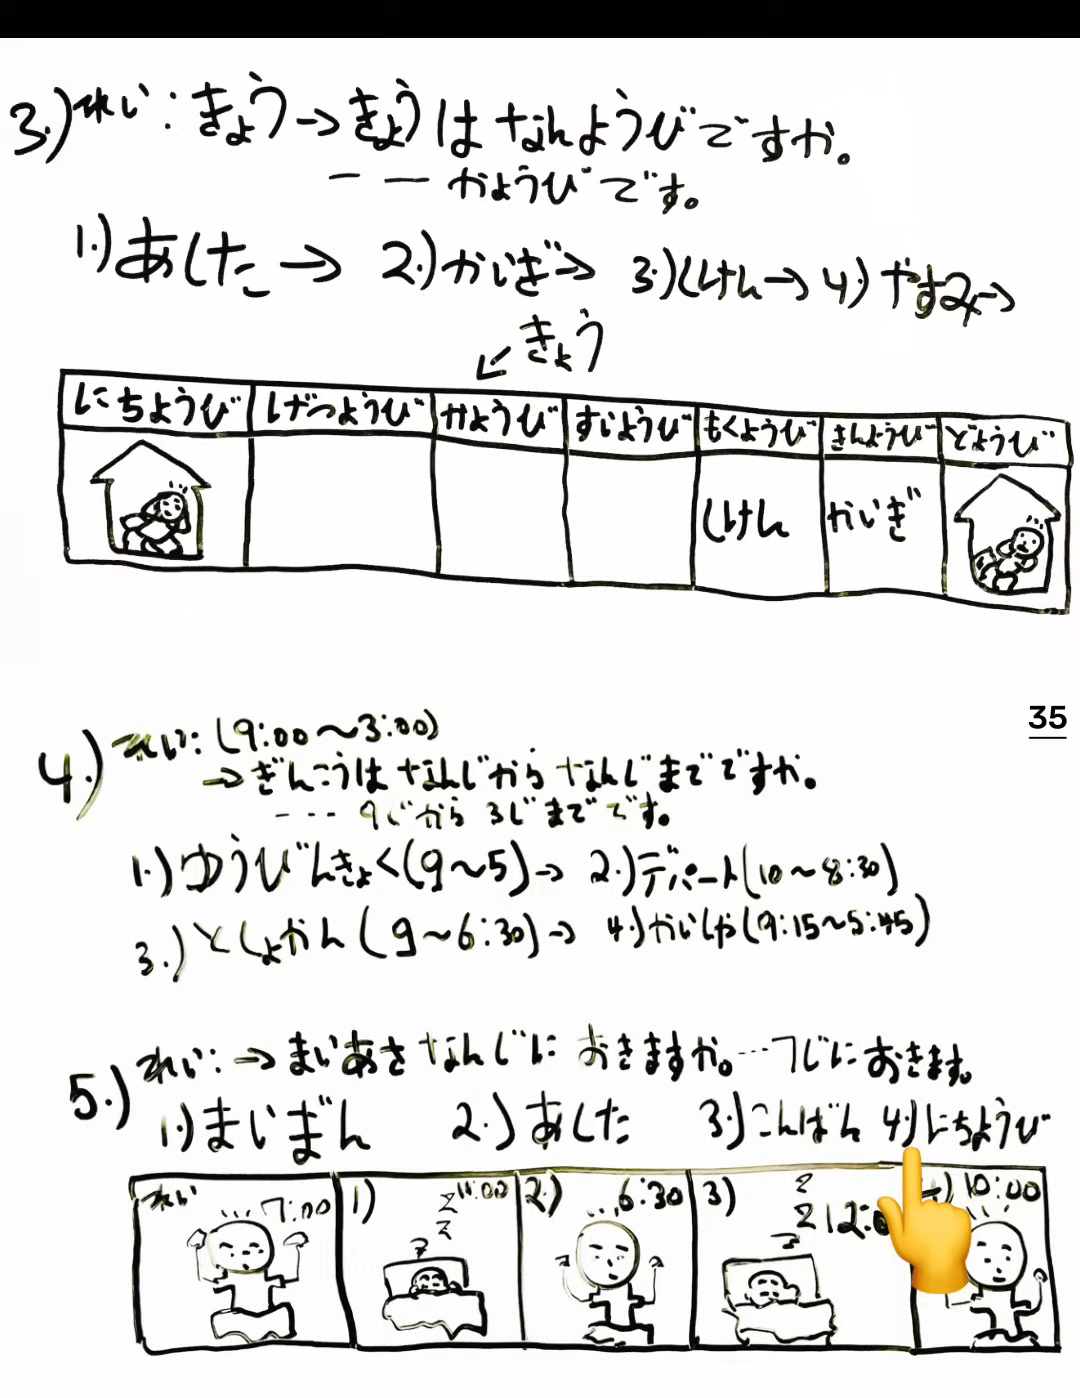 3.) れい: きょう→きょうは なんようびですか。
― ― かようびです。
1.) あした→ 2.) かいぎ→ 3.) しけん→ 4.) やすみ→
↙ きょう
にちようび げつようび かようび すいようび もくようび きんようび どようび
しけん かいぎ
35
4.) れい: (9:00〜3:00)
→ ぎんこうは なんじから なんじまでですか。
---- 9じから 3じまでです。
1.) ゆうびんきょく(9〜5)→ 2.) デパート(10〜8:30)
3.) としょかん(9〜6:30)→ 4.) かいしゃ(9:15〜5:45)
5.) れい: → まいあさ なんじに おきますか。…7じに おきます。
1.) まいばん 2.) あした 3.) こんばん 4.) にちようび
れい 7:00 1) z z z 11:00 2.) 6:30 3) z z z 12:0 10:00